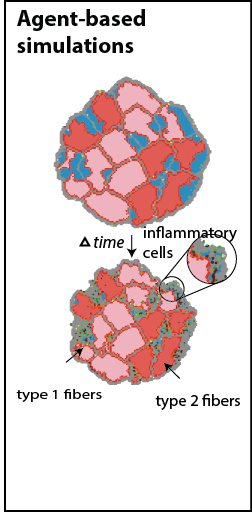 Agent-based
simulations
Δ time
inflammatory
cells
type 1 fibers
type 2 fibers